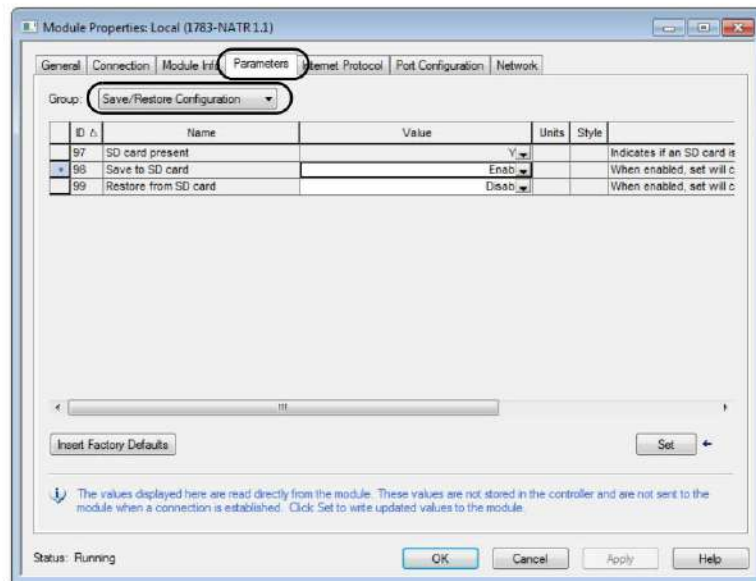 Module Properties: Local (1783-NATR 1.1)
General Connection Module Info Parameters Internet Protocol Port Configuration Network
Group: Save/Restore Configuration
ID Name Value Units Style
97 SD card present Y Indicates if an SD card is
98 Save to SD card Enab When enabled, set will c
99 Restore from SD card Disab When enabled, set will c
Insert Factory Defaults Set
The values displayed here are read directly from the module. These values are not stored in the controller and are not sent to the
module when a connection is established. Click Set to write updated values to the module.
Status: Running OK Cancel Apply Help